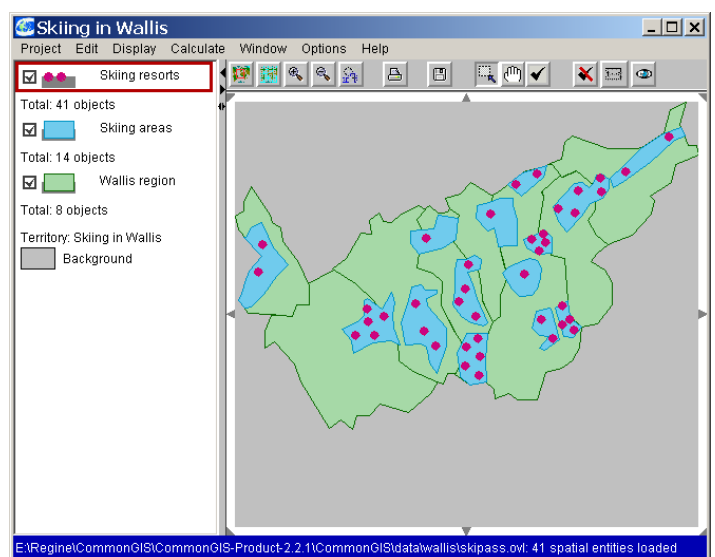 Skiing in Wallis
Project Edit Display Calculate Window Options Help
Skiing resorts
Total: 41 objects
Skiing areas
Total: 14 objects
Wallis region
Total: 8 objects
Territory: Skiing in Wallis
Background
E:\Regine\CommonGIS\CommonGIS-Product-2.2.1\CommonGIS\data\wallis\skipass.ovl: 41 spatial entities loaded